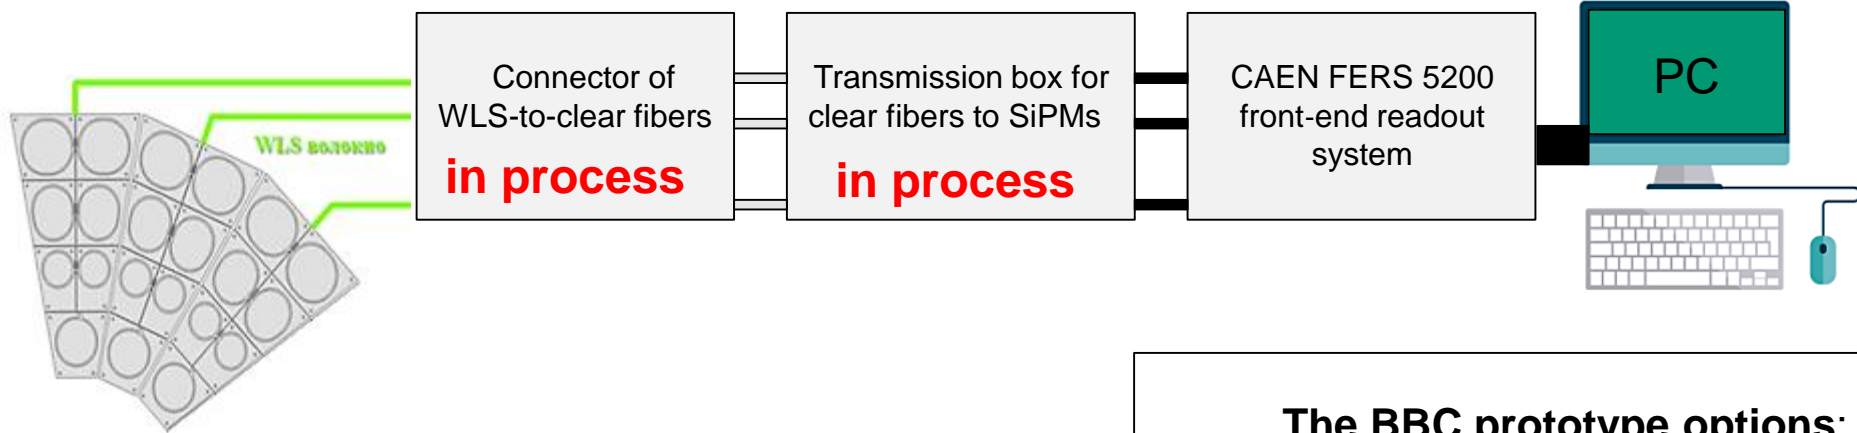 Connector of
WLS-to-clear fibers
in process
Transmission box for
clear fibers to SiPMs
in process
CAEN FERS 5200
front-end readout
system
PC
WLS волокно
The BBC prototype options: